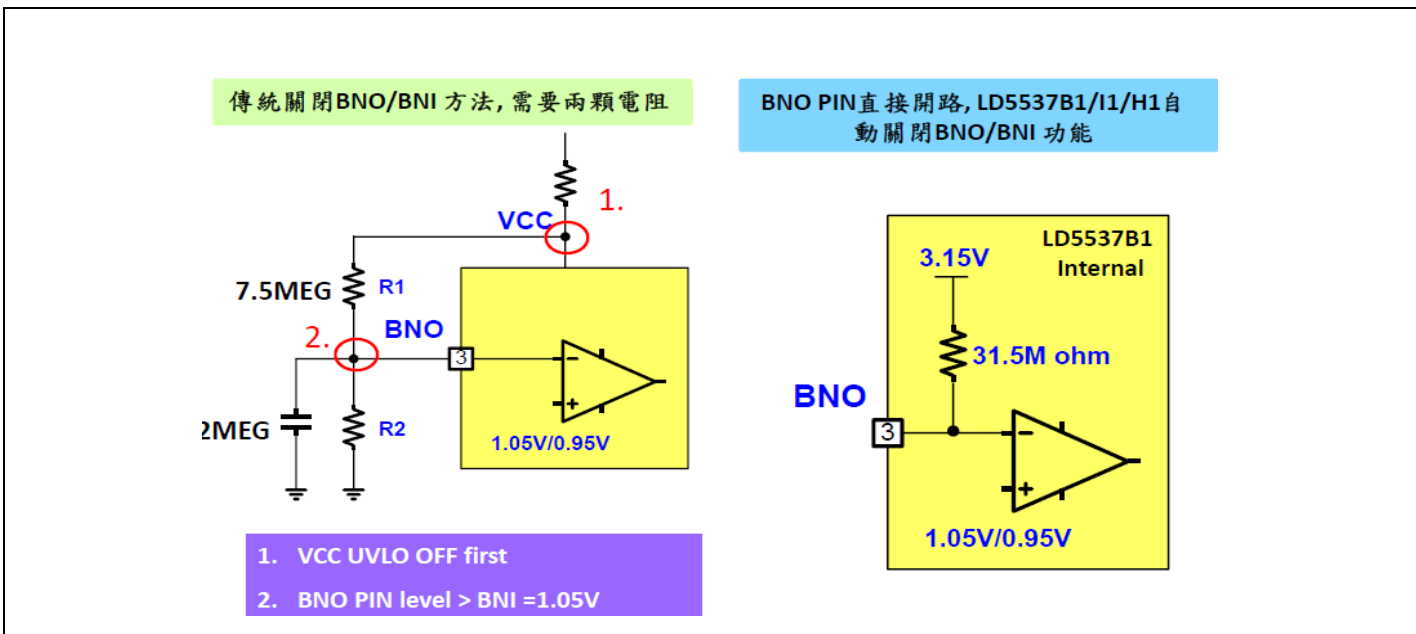 傳統關閉BNO/BNI 方法, 需要兩顆電阻
1.
VCC
7.5MEG
R1
2.
BNO
3
2MEG
R2
1.05V/0.95V
1. VCC UVLO OFF first
2. BNO PIN level > BNI =1.05V
BNO PIN直接開路, LD5537B1/I1/H1自
動關閉BNO/BNI 功能
LD5537B1
Internal
3.15V
31.5M ohm
BNO
3
1.05V/0.95V